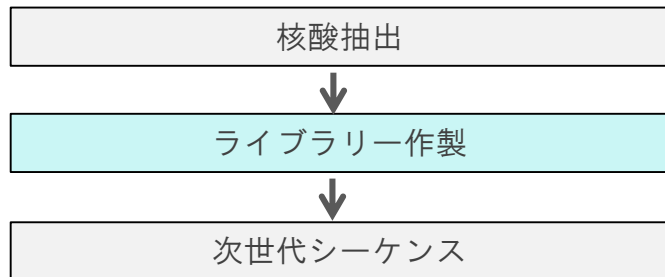 核酸抽出
ライブラリー作製
次世代シーケンス